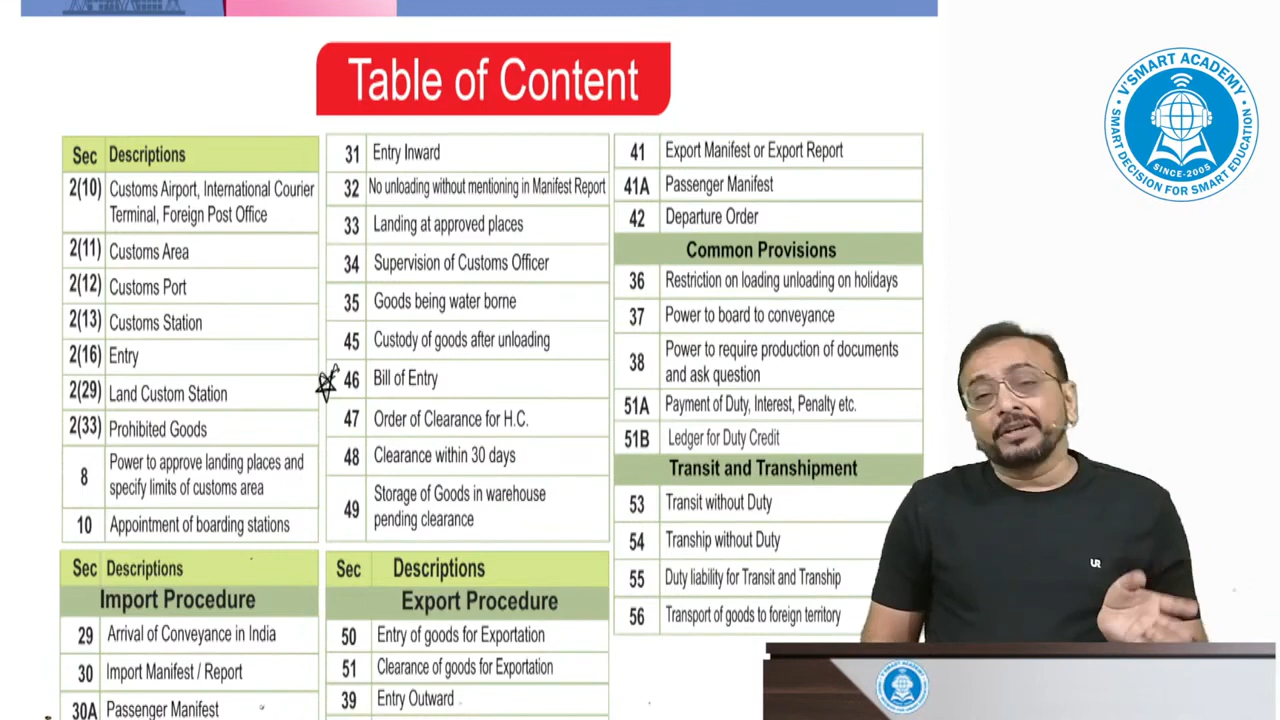 Table of Content
Sec Descriptions
2(10) Customs Airport, International Courier
Terminal, Foreign Post Office
2(11) Customs Area
2(12) Customs Port
2(13) Customs Station
2(16) Entry
2(29) Land Custom Station
2(33) Prohibited Goods
8 Power to approve landing places and
specify limits of customs area
10 Appointment of boarding stations
Sec Descriptions
Import Procedure
29 Arrival of Conveyance in India
30 Import Manifest / Report
30A Passenger Manifest
31 Entry Inward
32 No unloading without mentioning in Manifest Report
33 Landing at approved places
34 Supervision of Customs Officer
35 Goods being water borne
45 Custody of goods after unloading
46 Bill of Entry
47 Order of Clearance for H.C.
48 Clearance within 30 days
49 Storage of Goods in warehouse
pending clearance
Sec Descriptions
Export Procedure
50 Entry of goods for Exportation
51 Clearance of goods for Exportation
39 Entry Outward
41 Export Manifest or Export Report
41A Passenger Manifest
42 Departure Order
Common Provisions
36 Restriction on loading unloading on holidays
37 Power to board to conveyance
38 Power to require production of documents
and ask question
51A Payment of Duty, Interest, Penalty etc.
51B Ledger for Duty Credit
Transit and Transhipment
53 Transit without Duty
54 Tranship without Duty
55 Duty liability for Transit and Tranship
56 Transport of goods to foreign territory
V'SMART ACADEMY
SINCE-2005
SMART DECISION FOR SMART EDUCATION
UR